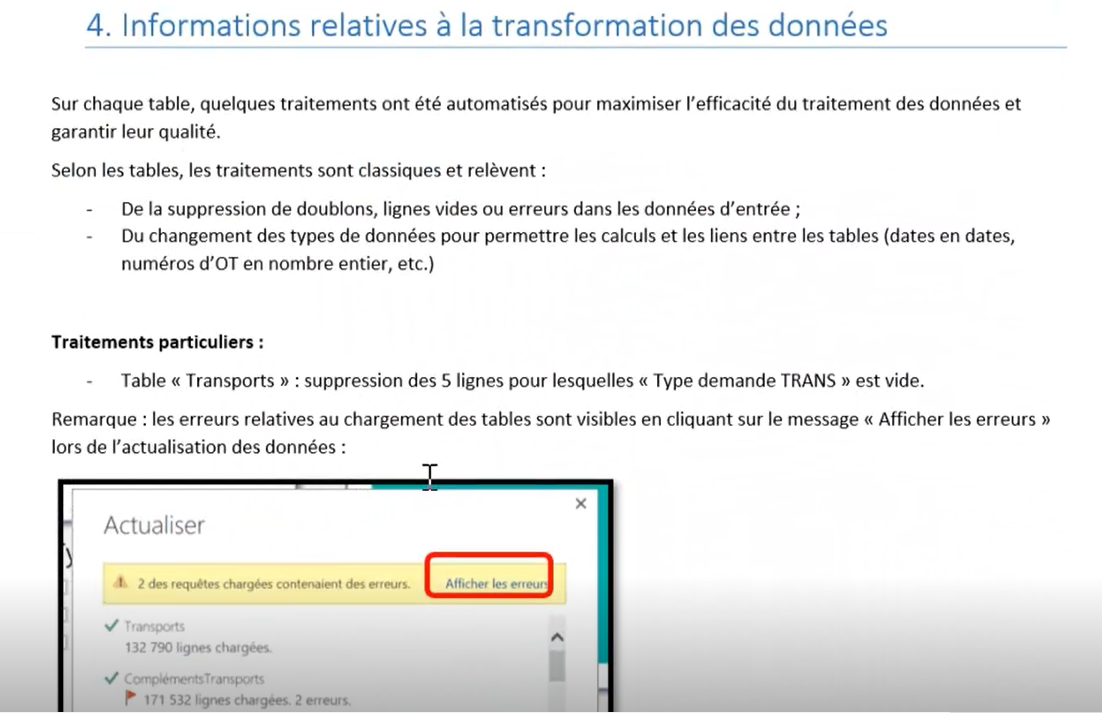 4. Informations relatives à la transformation des données
Sur chaque table, quelques traitements ont été automatisés pour maximiser l'efficacité du traitement des données et
garantir leur qualité.
Selon les tables, les traitements sont classiques et relèvent :
- De la suppression de doublons, lignes vides ou erreurs dans les données d'entrée ;
- Du changement des types de données pour permettre les calculs et les liens entre les tables (dates en dates,
numéros d'OT en nombre entier, etc.)
Traitements particuliers :
- Table « Transports » : suppression des 5 lignes pour lesquelles « Type demande TRANS » est vide.
Remarque : les erreurs relatives au chargement des tables sont visibles en cliquant sur le message « Afficher les erreurs »
lors de l'actualisation des données :
Actualiser
2 des requêtes chargées contenaient des erreurs. Afficher les erreurs
Transports
132 790 lignes chargées.
ComplémentsTransports
171 532 lignes chargées. 2 erreurs.